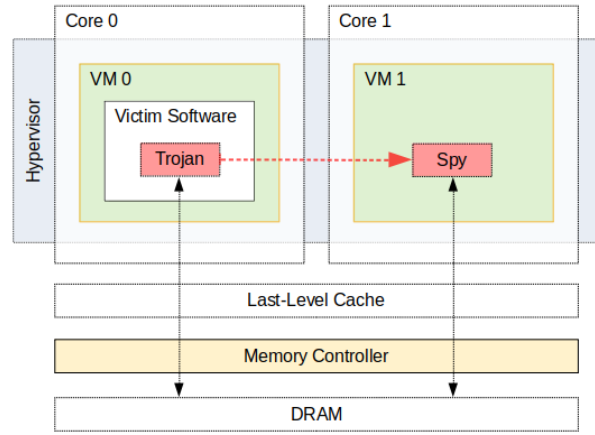 Core 0
Core 1
VM 0
VM 1
Hypervisor
Victim Software
Trojan
Spy
Last-Level Cache
Memory Controller
DRAM